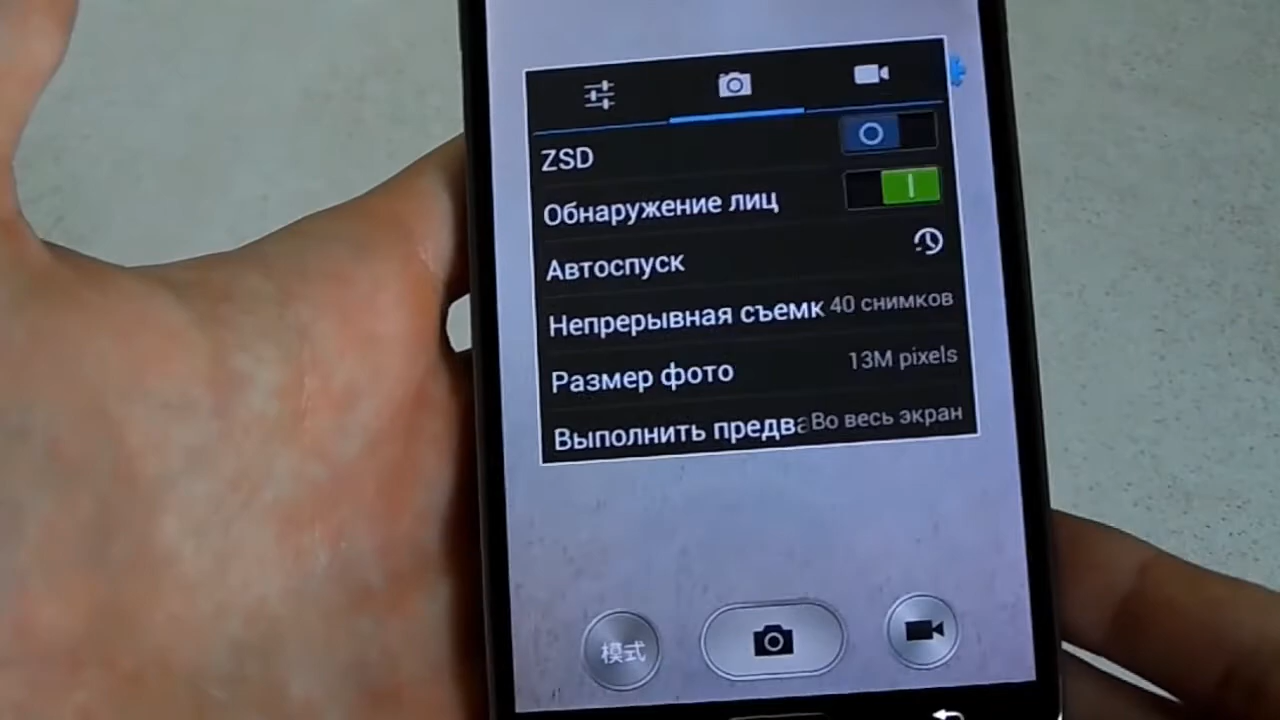 ZSD
Обнаружение лиц
Автоспуск
Непрерывная съемк 40 снимков
Размер фото 13M pixels
Выполнить предва Во весь экран
模式